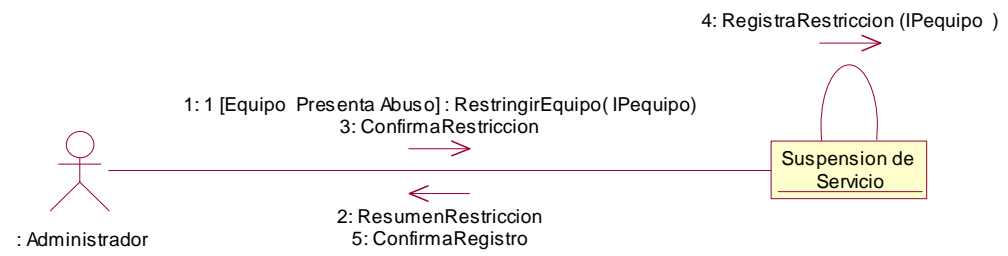 4: RegistraRestriccion (IPequipo )
1: 1 [Equipo Presenta Abuso] : RestringirEquipo( IPequipo)
3: ConfirmaRestriccion
Suspension de
Servicio
2: ResumenRestriccion
5: ConfirmaRegistro
: Administrador